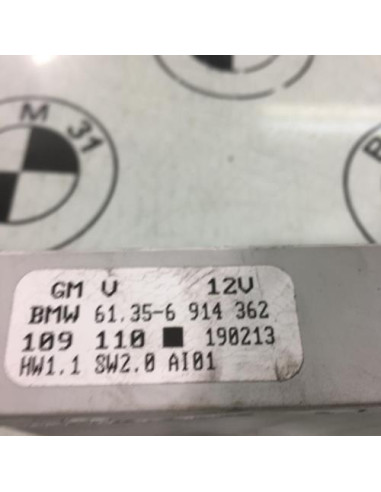 M 31
B
GM V 12V
BMW 61.35-6 914 362
109 110 190213
HW1.1 SW2.0 AI01